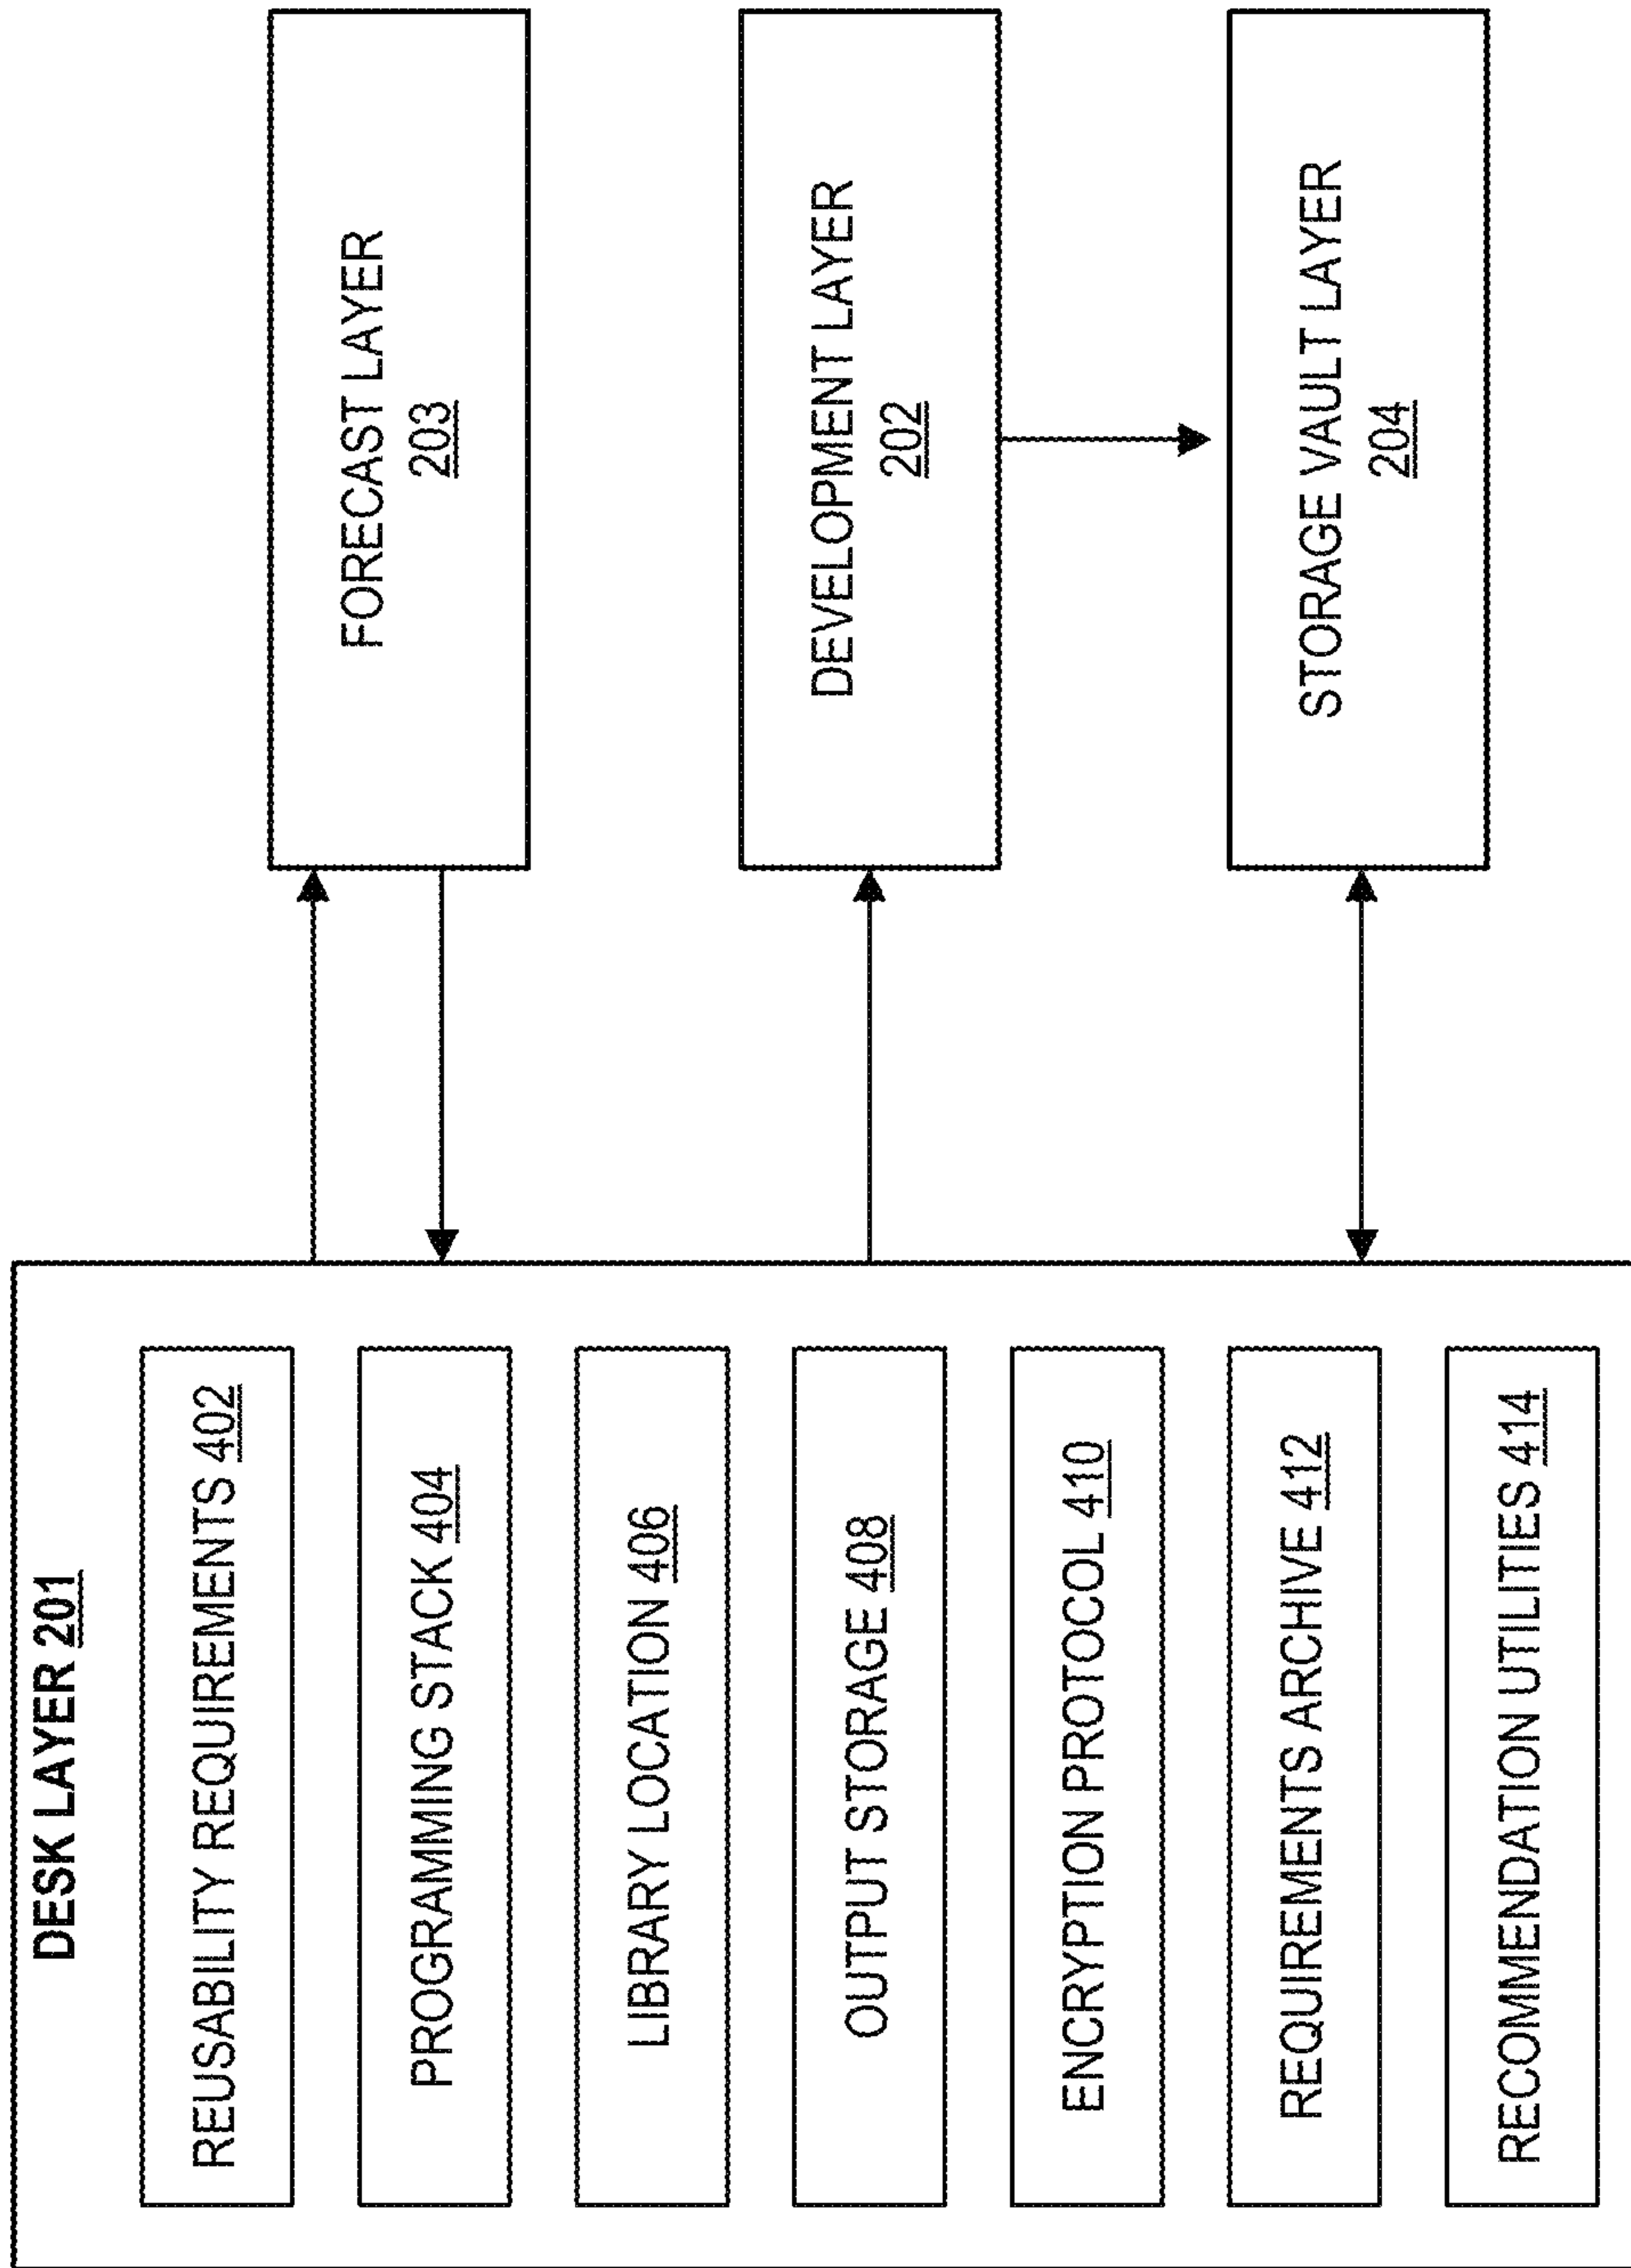 DESK LAYER 201
REUSABILITY REQUIREMENTS 402
PROGRAMMING STACK 404
LIBRARY LOCATION 406
OUTPUT STORAGE 408
ENCRYPTION PROTOCOL 410
REQUIREMENTS ARCHIVE 412
RECOMMENDATION UTILITIES 414
FORECAST LAYER
203
DEVELOPMENT LAYER
202
STORAGE VAULT LAYER
204